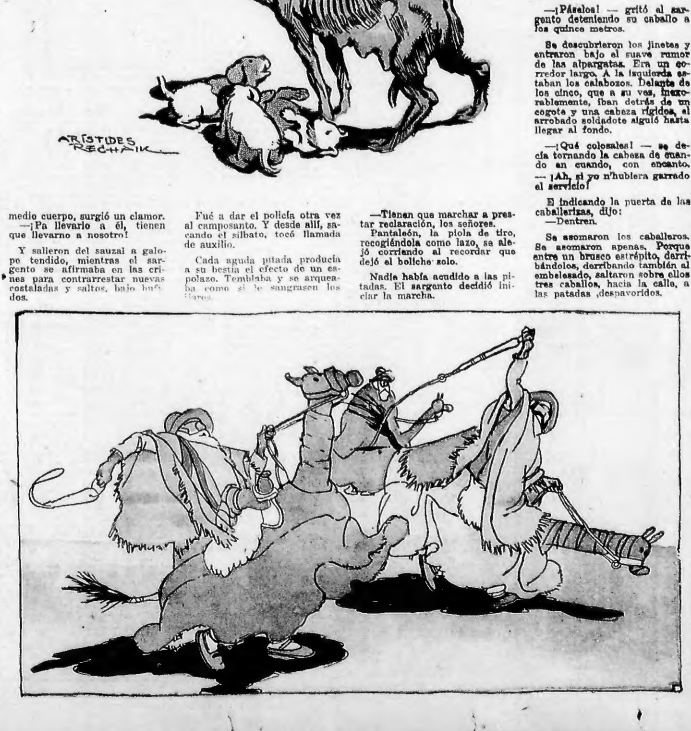 ARÍSTIDES
RECHAIN
medio cuerpo, surgió un clamor.
—¡Pa llevarlo a él, tienen
que llevarno a nosotro!
Y salieron del sauzal a galo-
pe tendido, mientras el sar-
gento se afirmaba en las cri-
nes para contrarrestar nuevas
costaladas y saltos, bajo bufi-
dos.
Fué a dar el policía otra vez
al camposanto. Y desde allí, sa-
cando el silbato, tocó llamada
de auxilio.
Cada aguda pitada producía
a su bestia el efecto de un es-
polazo. Temblaba y se arquea-
ba como si le sangrasen los
ijares.
—Tienen que marchar a pres-
tar reclaración, los señores.
Pantaleón, la piola de tiro,
recogiéndola como lazo, se ale-
jó corriendo al recordar que
dejó el boliche solo.
Nadie había acudido a las pi-
tadas. El sargento decidió ini-
ciar la marcha.
—¡Páselos! — gritó el sar-
gento deteniendo su caballo a
los quince metros.
Se descubrieron los jinetes y
entraron bajo el suave rumor
de las alpargatas. Era un co-
rredor largo. A la izquierda es-
taban los calabozos. Delante de
los cinco, que a su vez, inexo-
rablemente, iban detrás de un
cogote y una cabeza rígidos, el
arrobado soldadote siguió hasta
llegar al fondo.
—¡Qué colosales! — se de-
cía tornando la cabeza de cuan-
do en cuando, con encanto.
— ¡Ah, si yo n'hubiera garrado
el servicio!
E indicando la puerta de las
caballerizas, dijo:
—Dentren.
Se asomaron los caballeros.
Se asomaron apenas. Porque
entre un brusco estrépito, derri-
bándolos, derribando también al
embelesado, saltaron sobre ellos
tres caballos, hacia la calle, a
las patadas ,despavoridos.